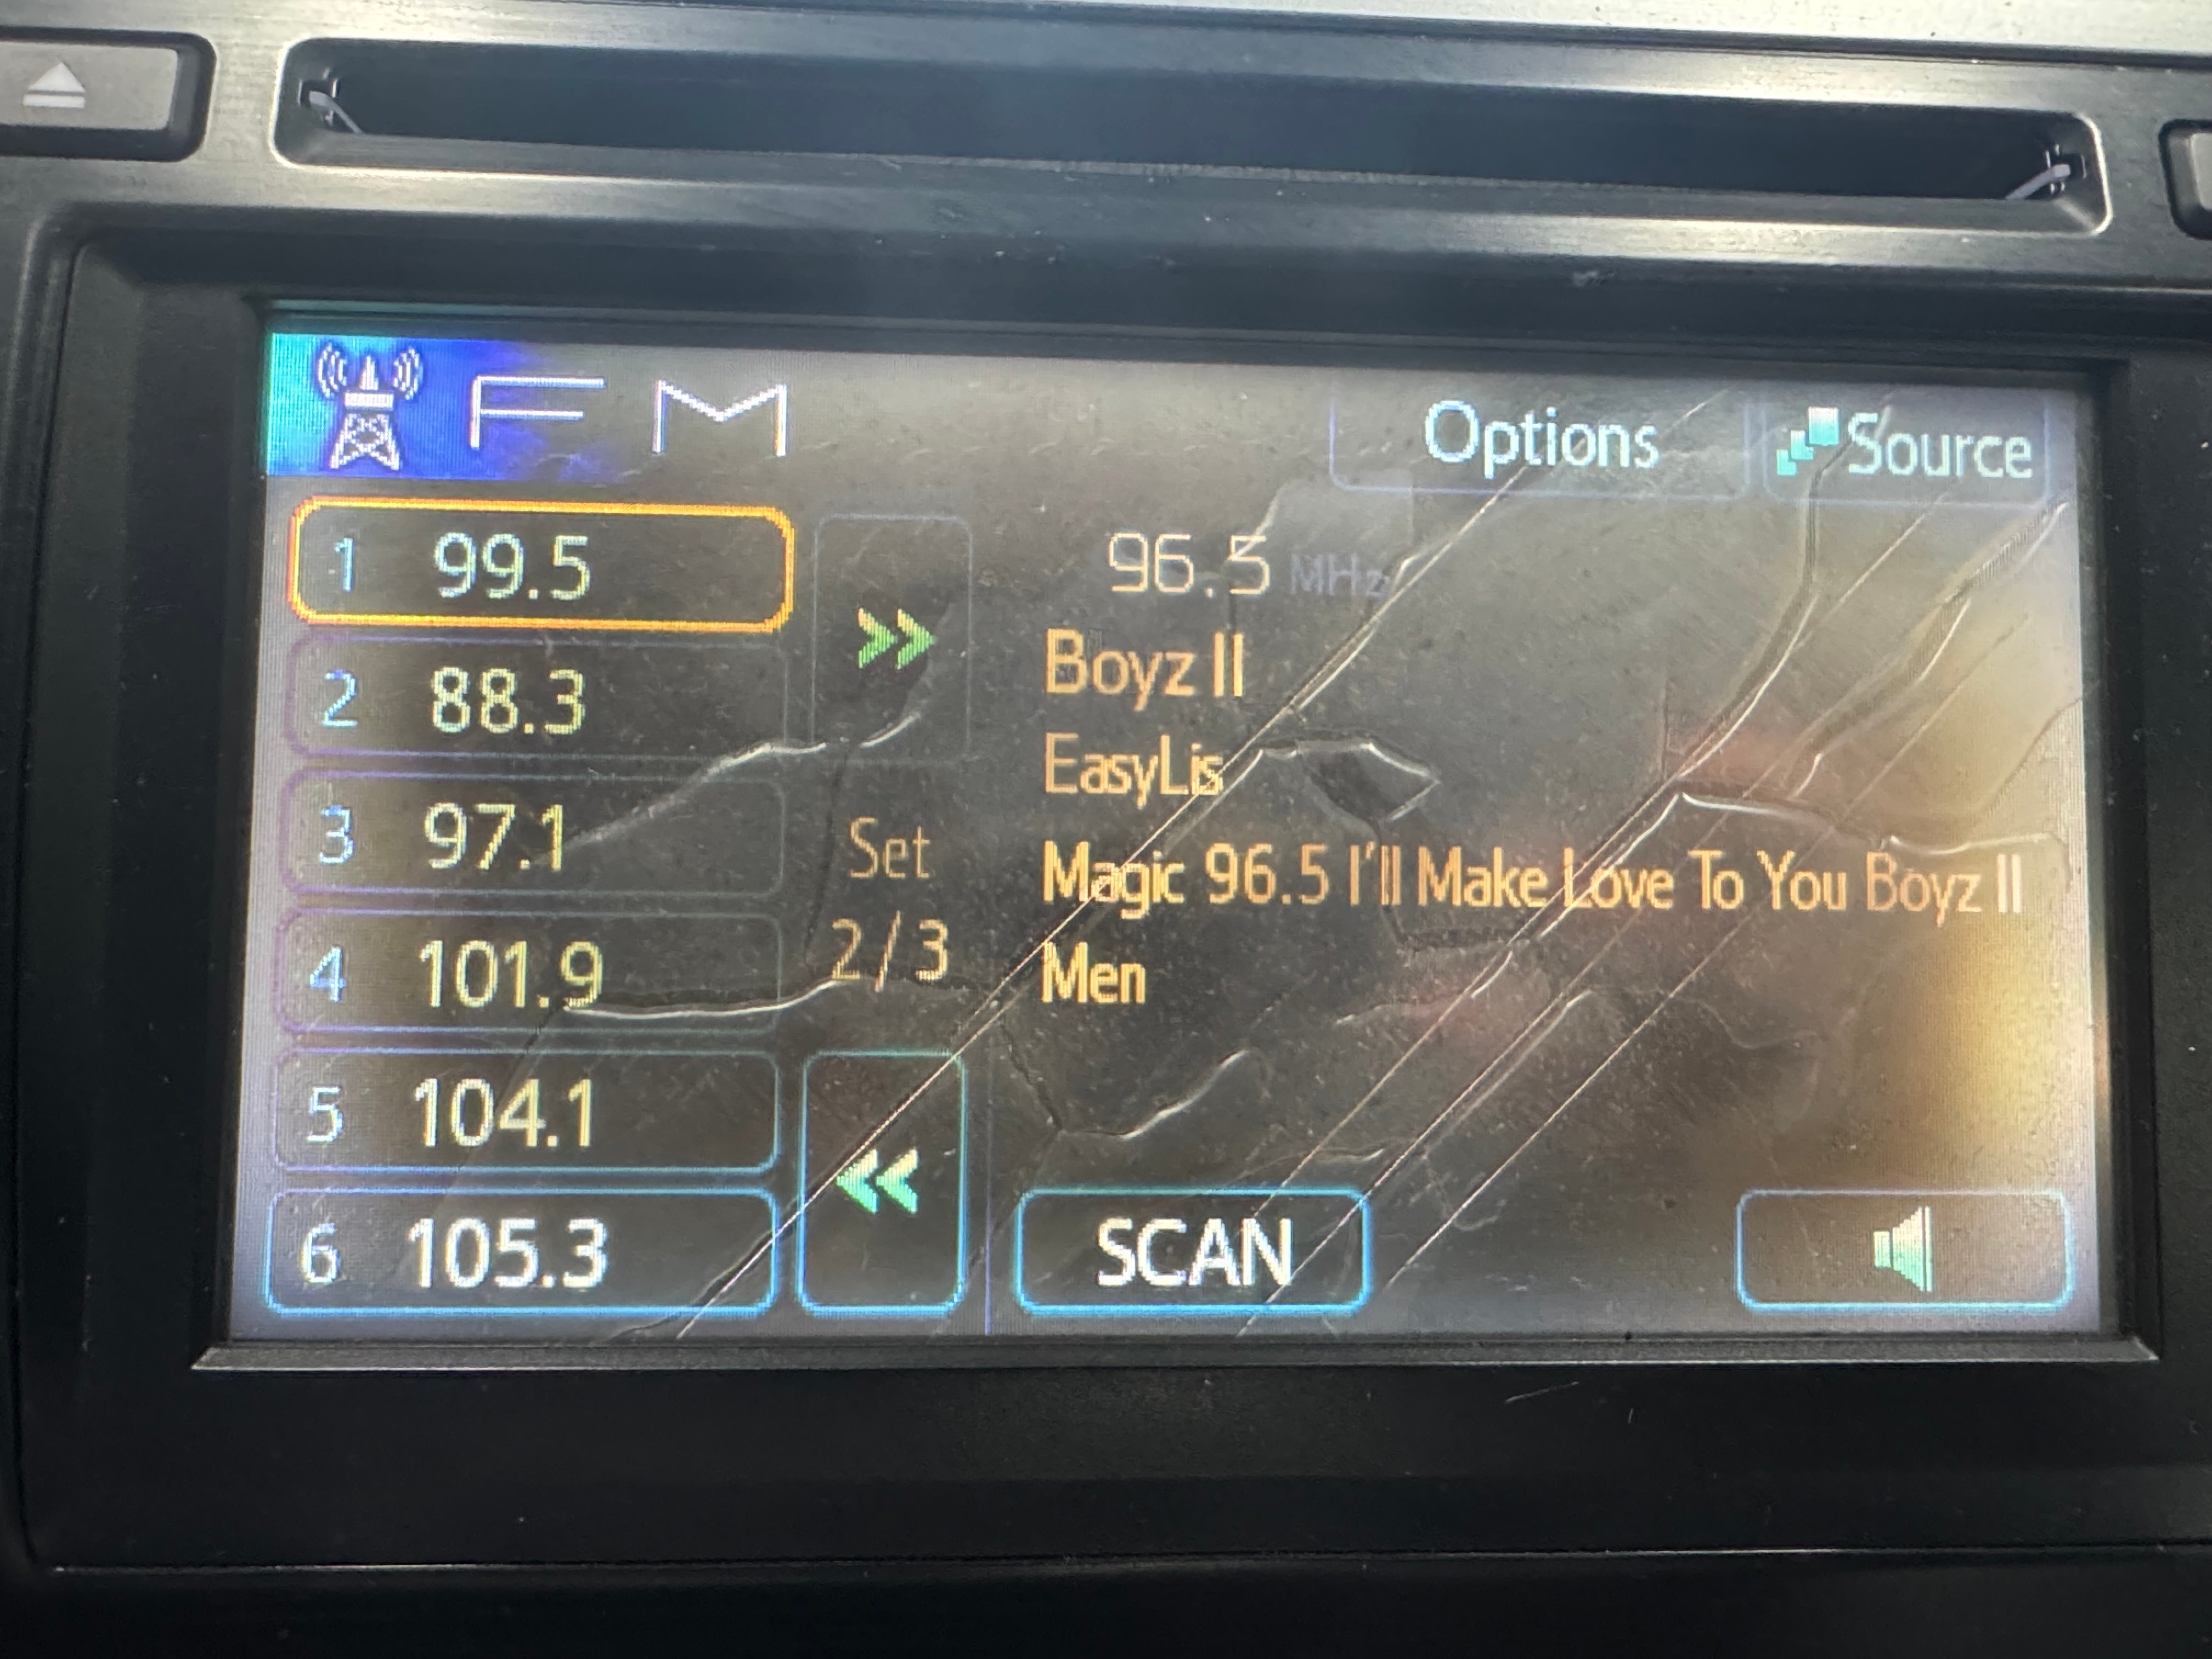 FM
Options
Source
1 99.5
2 88.3
3 97.1
4 101.9
5 104.1
6 105.3
Set
2/3
96.5 MHz
Boyz II
EasyLis
Magic 96.5 I'll Make Love To You Boyz II
Men
SCAN